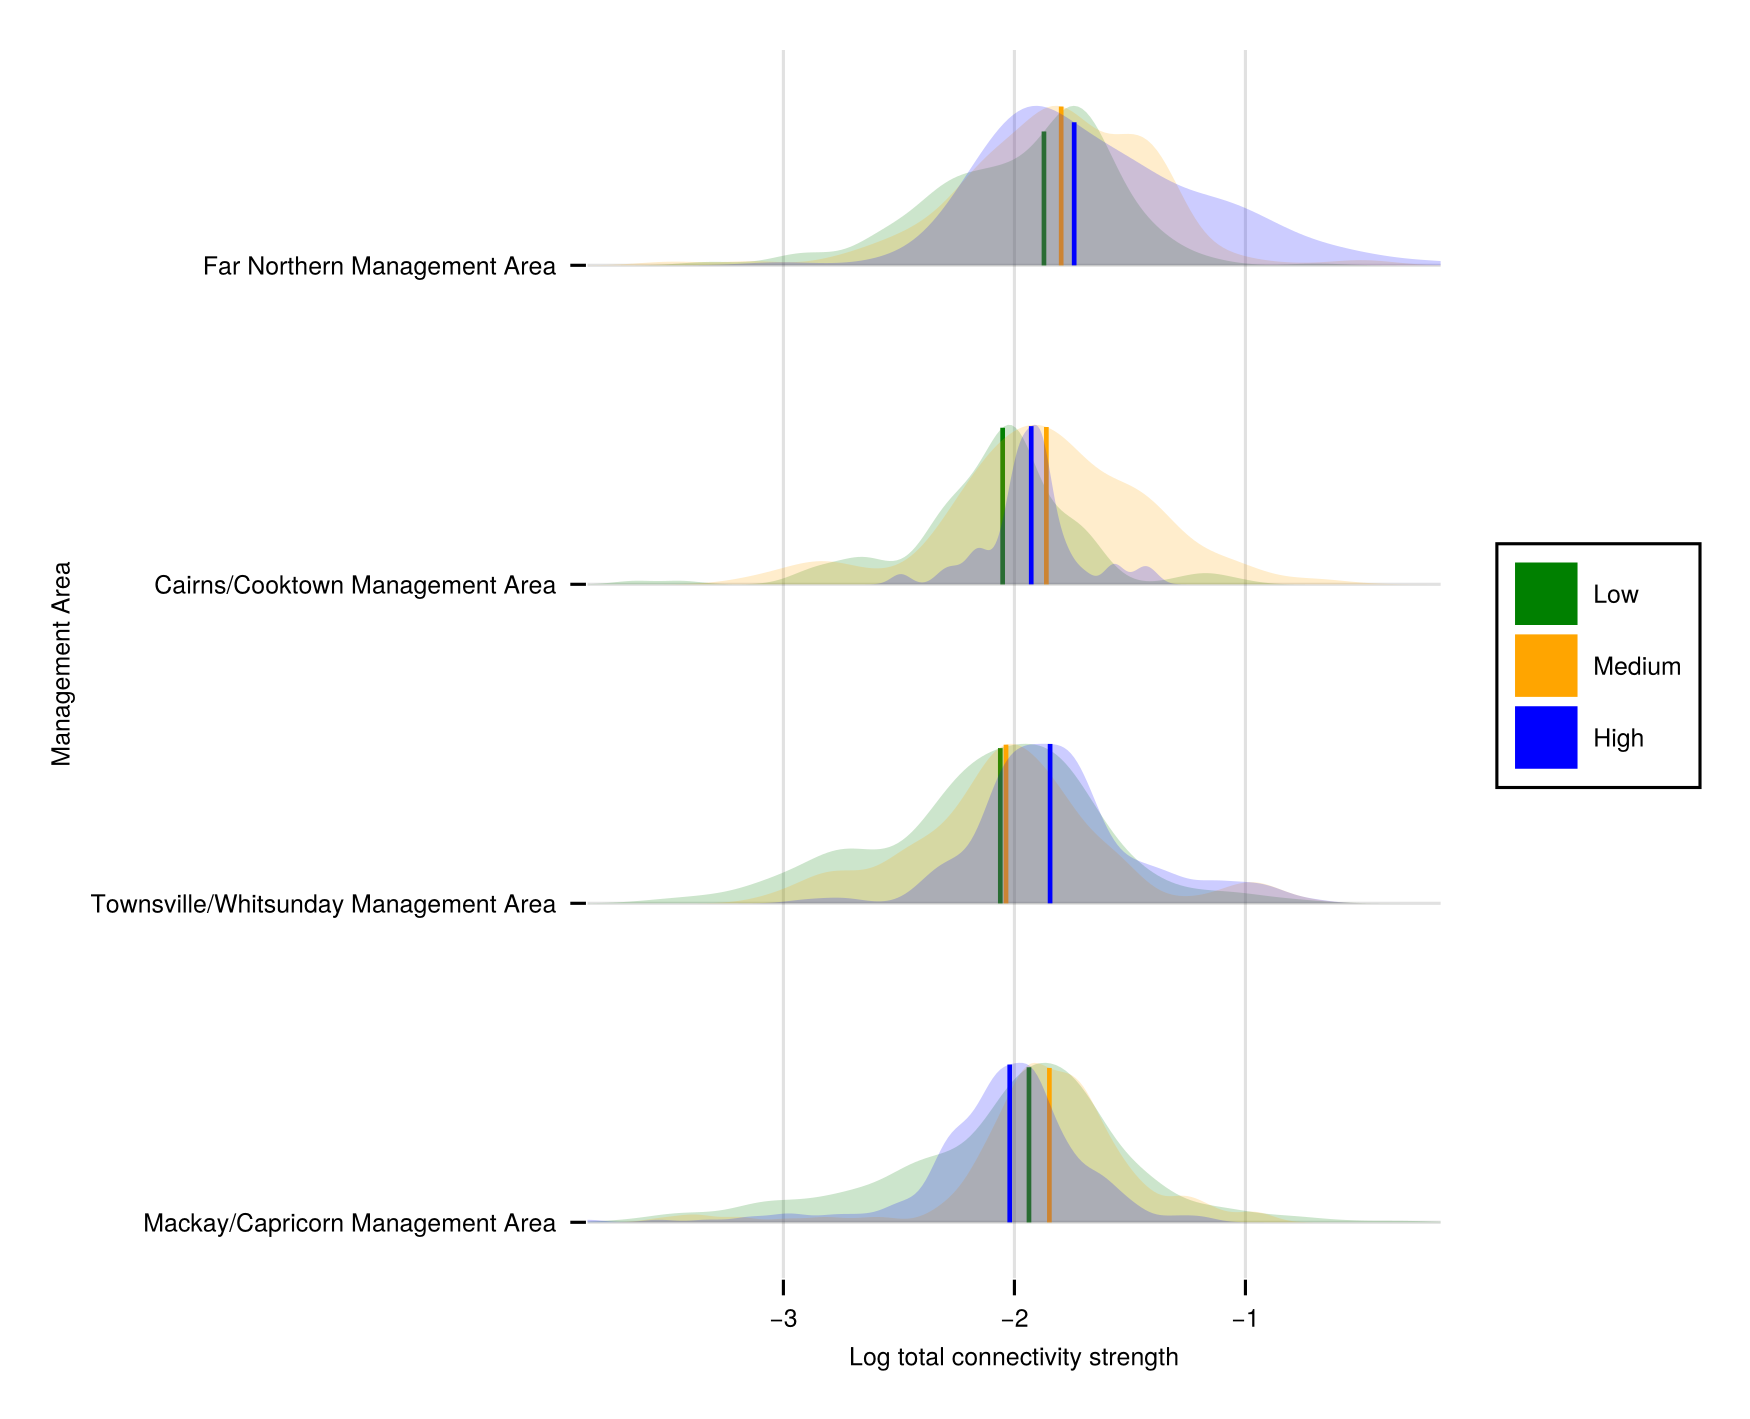 Far Northern Management Area
Cairns/Cooktown Management Area
Townsville/Whitsunday Management Area
Mackay/Capricorn Management Area
Management Area
−3
−2
−1
Log total connectivity strength
Low
Medium
High